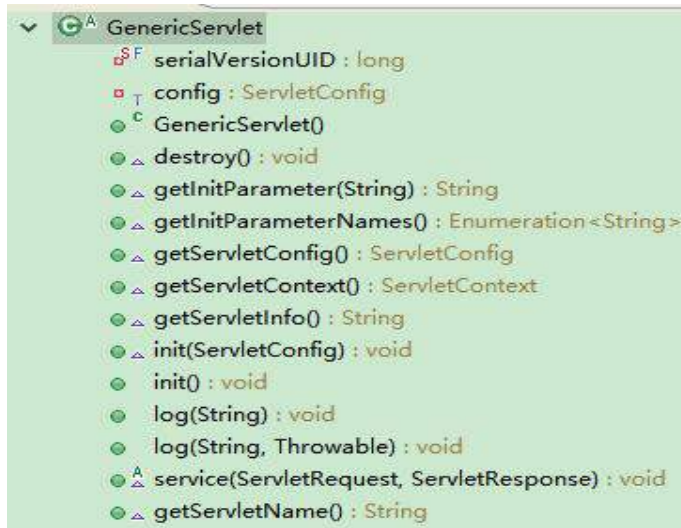 GenericServlet
serialVersionUID : long
config : ServletConfig
GenericServlet()
destroy() : void
getInitParameter(String) : String
getInitParameterNames() : Enumeration<String>
getServletConfig() : ServletConfig
getServletContext() : ServletContext
getServletInfo() : String
init(ServletConfig) : void
init() : void
log(String) : void
log(String, Throwable) : void
service(ServletRequest, ServletResponse) : void
getServletName() : String